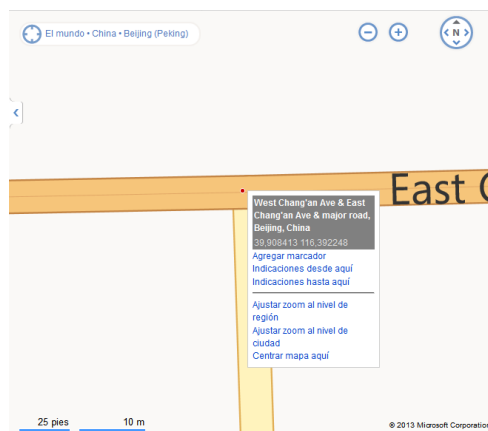 El mundo • China • Beijing (Peking)
N
East C
West Chang'an Ave & East
Chang'an Ave & major road,
Beijing, China
39,908413 116,392248
Agregar marcador
Indicaciones desde aquí
Indicaciones hasta aquí
Ajustar zoom al nivel de
región
Ajustar zoom al nivel de
ciudad
Centrar mapa aquí
25 pies 10 m
© 2013 Microsoft Corporation